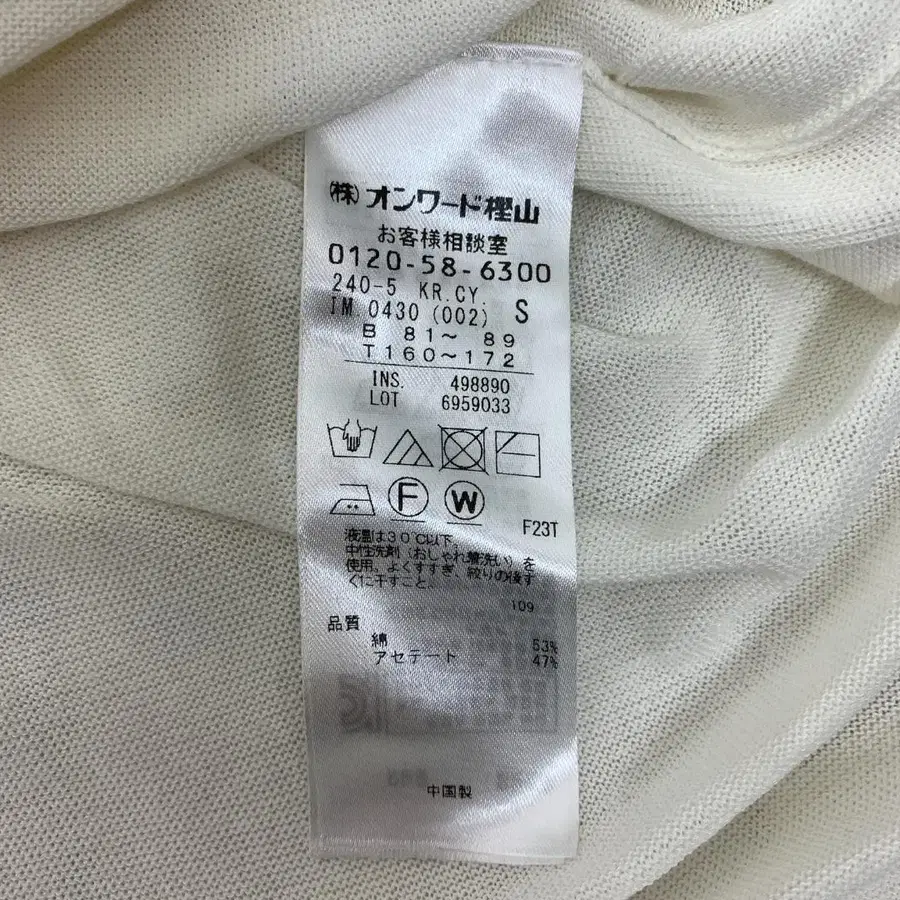 (株)オンワード樫山
お客様相談室
0120-58-6300
240-5 KR.CY. S
IM 0430 (002)
B 81〜 89
T160〜172
INS. 498890
LOT 6959033
F W
F23T
液温は30℃以下
中性洗剤(おしゃれ着洗い)を
使用、よくすすぎ、絞りの後す
ぐに干すこと。
109
品質
綿 53%
アセテート 47%
中国製